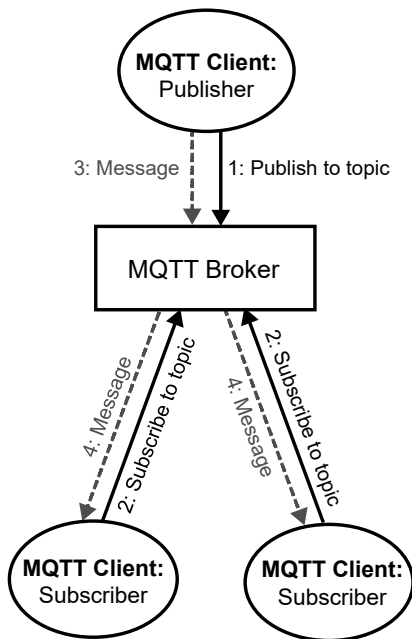 MQTT Client:
Publisher
3: Message
1: Publish to topic
MQTT Broker
4: Message
2: Subscribe to topic
4: Message
2: Subscribe to topic
MQTT Client:
Subscriber
MQTT Client:
Subscriber